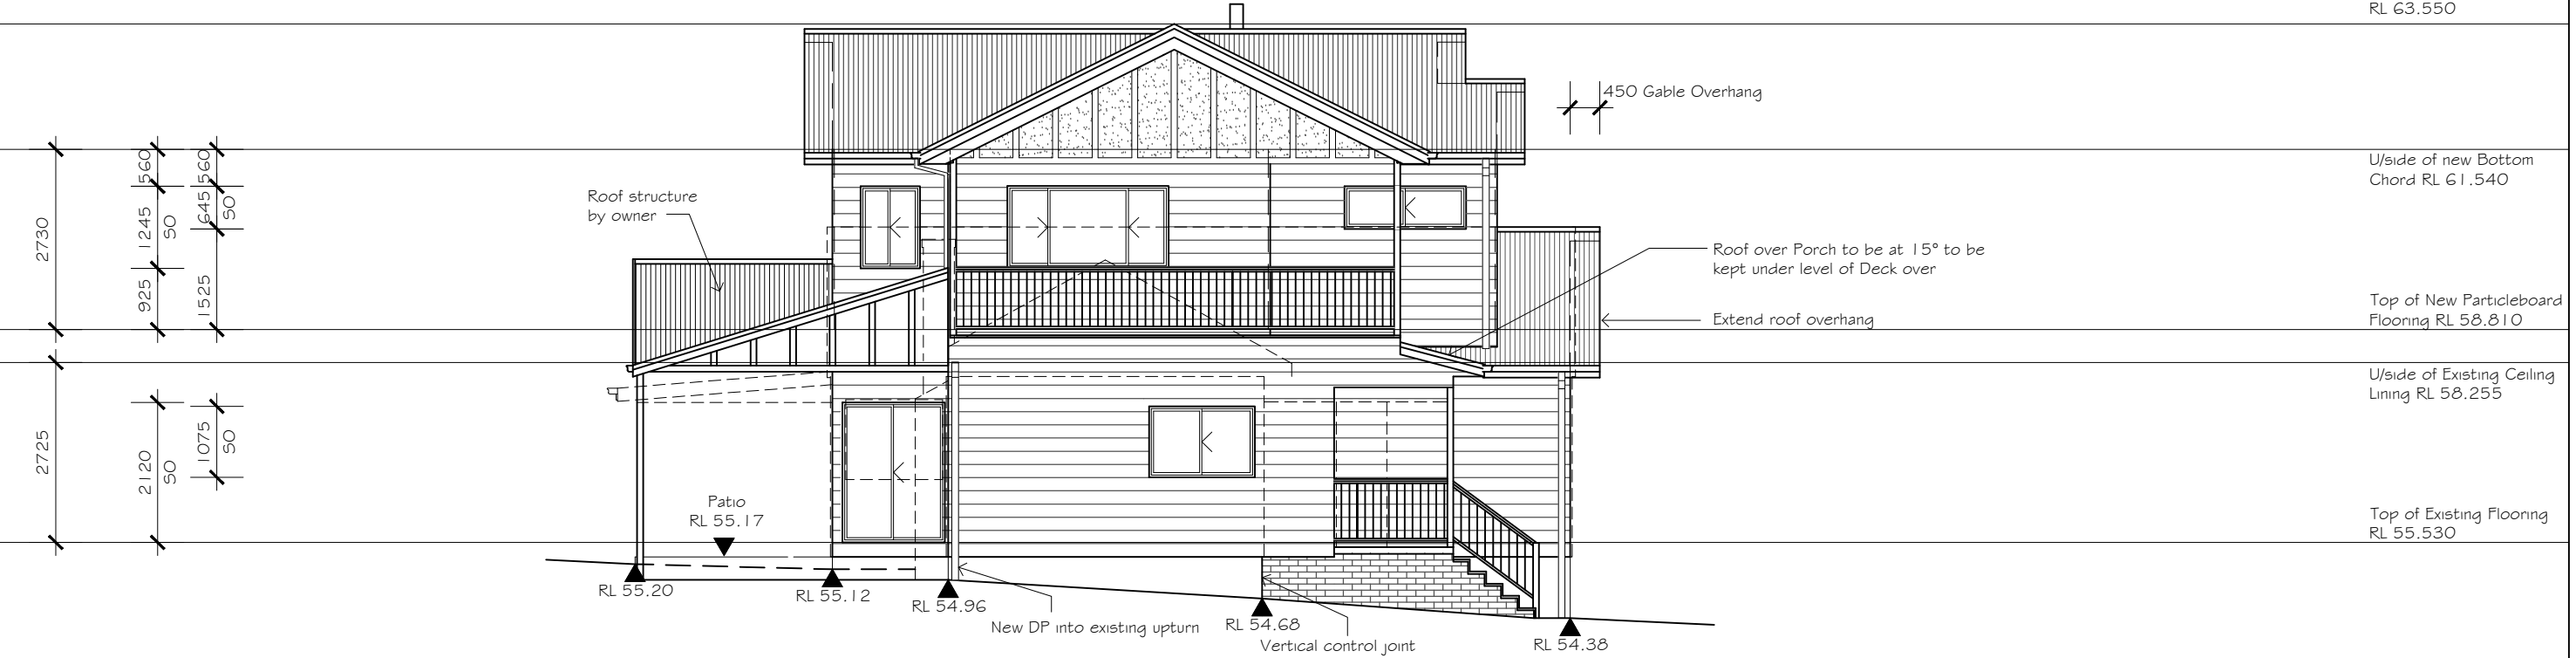 RL 63.550
450 Gable Overhang
U/side of new Bottom
Chord RL 61.540
560
560
1245
SO
645
SO
2730
925
1525
Roof structure
by owner
Roof over Porch to be at 15° to be
kept under level of Deck over
Top of New Particleboard
Flooring RL 58.810
Extend roof overhang
U/side of Existing Ceiling
Lining RL 58.255
2725
2120
SO
1075
SO
Patio
RL 55.17
Top of Existing Flooring
RL 55.530
RL 55.20
RL 55.12
RL 54.96
New DP into existing upturn
RL 54.68
Vertical control joint
RL 54.38